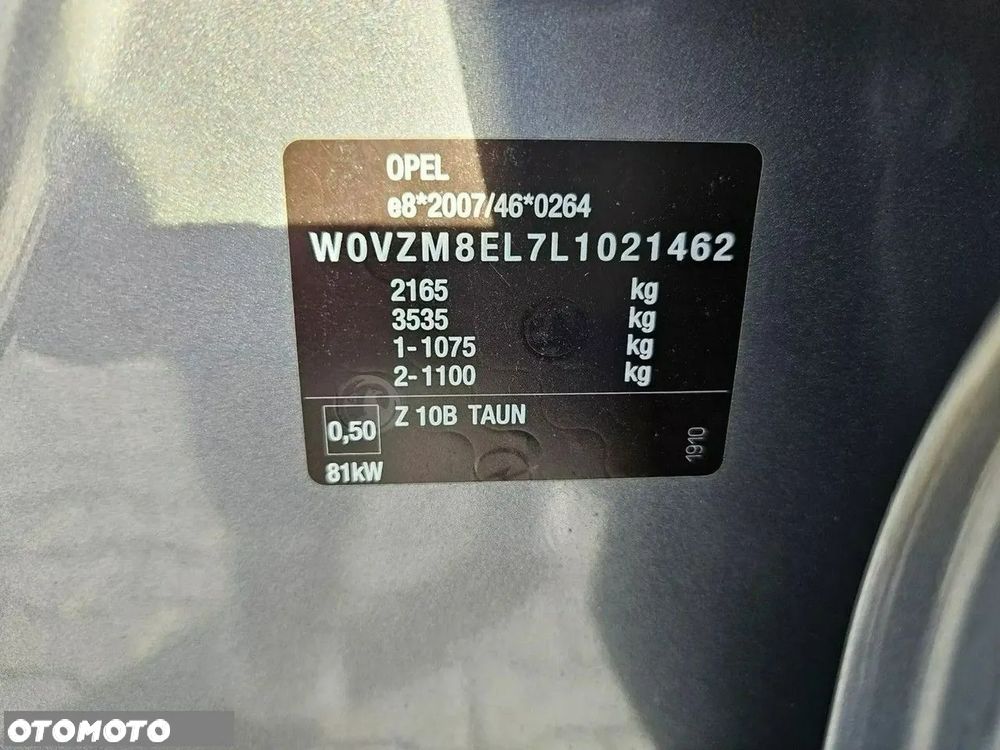 OPEL
e8*2007/46*0264
W0VZM8EL7L1021462
2165 kg
3535 kg
1-1075 kg
2-1100 kg
0,50 Z 10B TAUN
81kW
1910
OTOMOTO